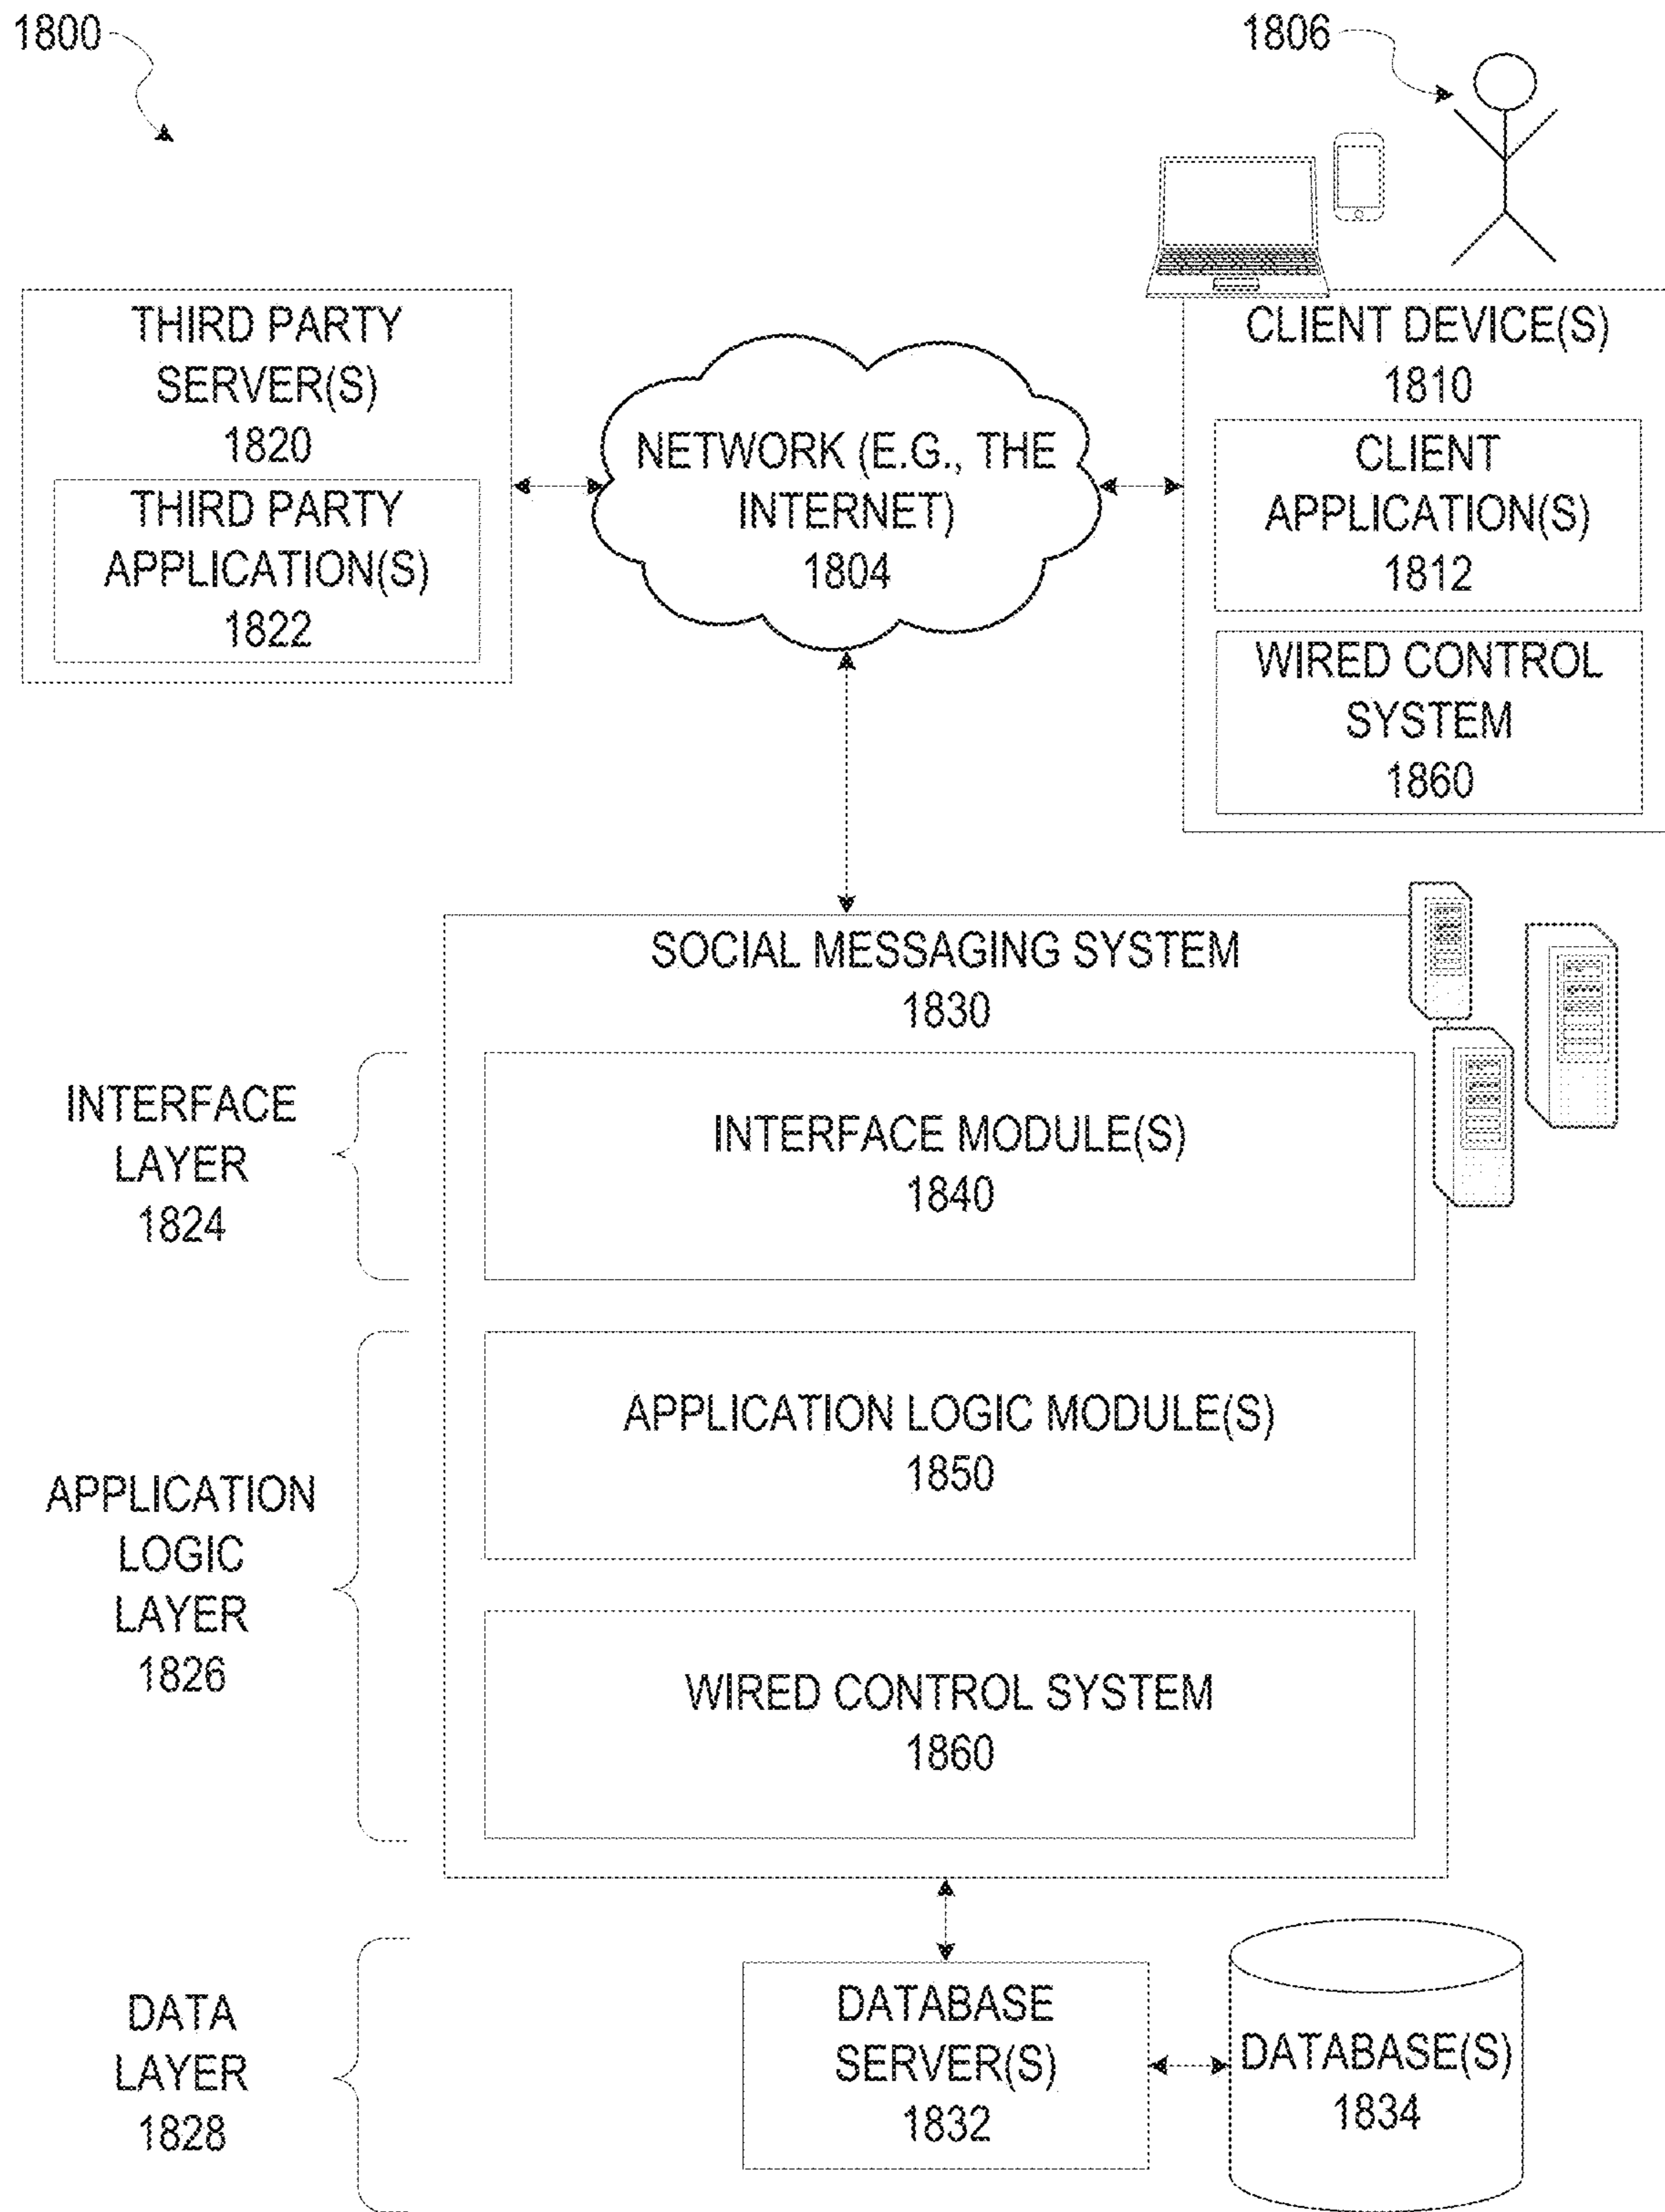 1800
1806
THIRD PARTY
SERVER(S)
1820
THIRD PARTY
APPLICATION(S)
1822
NETWORK (E.G., THE
INTERNET)
1804
CLIENT DEVICE(S)
1810
CLIENT
APPLICATION(S)
1812
WIRED CONTROL
SYSTEM
1860
SOCIAL MESSAGING SYSTEM
1830
INTERFACE
LAYER
1824
INTERFACE MODULE(S)
1840
APPLICATION
LOGIC
LAYER
1826
APPLICATION LOGIC MODULE(S)
1850
WIRED CONTROL SYSTEM
1860
DATA
LAYER
1828
DATABASE
SERVER(S)
1832
DATABASE(S)
1834